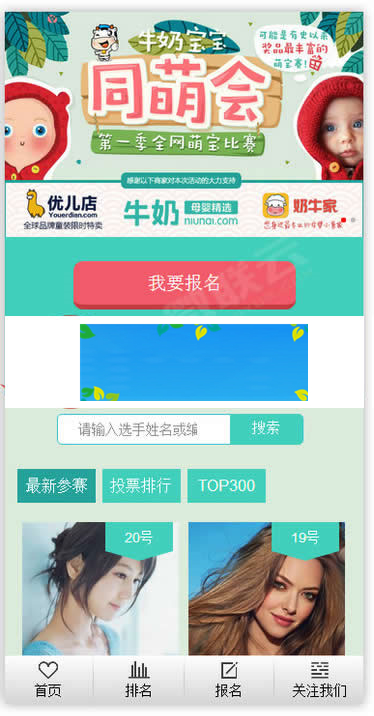 牛奶宝宝
可能是有史以来
奖品最丰富的
萌宝赛!
同萌会
第一季全网萌宝比赛
感谢以下商家对本次活动的大力支持
优儿店
Youerdian.com
全球品牌童装限时特卖
牛奶 母婴精选
niunai.com
奶牛家
我要报名
请输入选手姓名或编 搜索
最新参赛 投票排行 TOP300
20号 19号
首页 排名 报名 关注我们